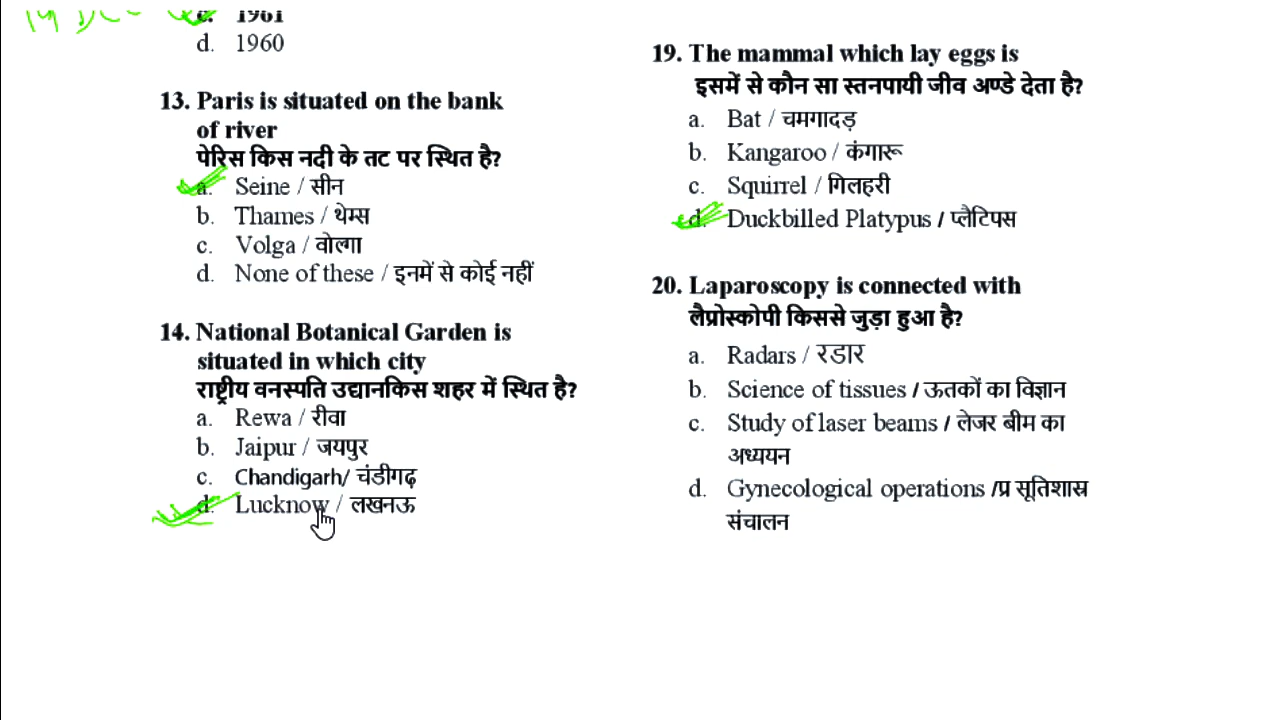 19 Dec
c. 1961
d. 1960
13. Paris is situated on the bank
of river
पेरिस किस नदी के तट पर स्थित है?
a. Seine / सीन
b. Thames / थेम्स
c. Volga / वोल्गा
d. None of these / इनमें से कोई नहीं
14. National Botanical Garden is
situated in which city
राष्ट्रीय वनस्पति उद्यानकिस शहर में स्थित है?
a. Rewa / रीवा
b. Jaipur / जयपुर
c. Chandigarh/ चंडीगढ़
d. Lucknow / लखनऊ
19. The mammal which lay eggs is
इसमें से कौन सा स्तनपायी जीव अण्डे देता है?
a. Bat / चमगादड़
b. Kangaroo / कंगारू
c. Squirrel / गिलहरी
d. Duckbilled Platypus / प्लैटिपस
20. Laparoscopy is connected with
लैप्रोस्कोपी किससे जुड़ा हुआ है?
a. Radars / रडार
b. Science of tissues / ऊतकों का विज्ञान
c. Study of laser beams / लेजर बीम का
अध्ययन
d. Gynecological operations /प्र सूतिशास्र
संचालन